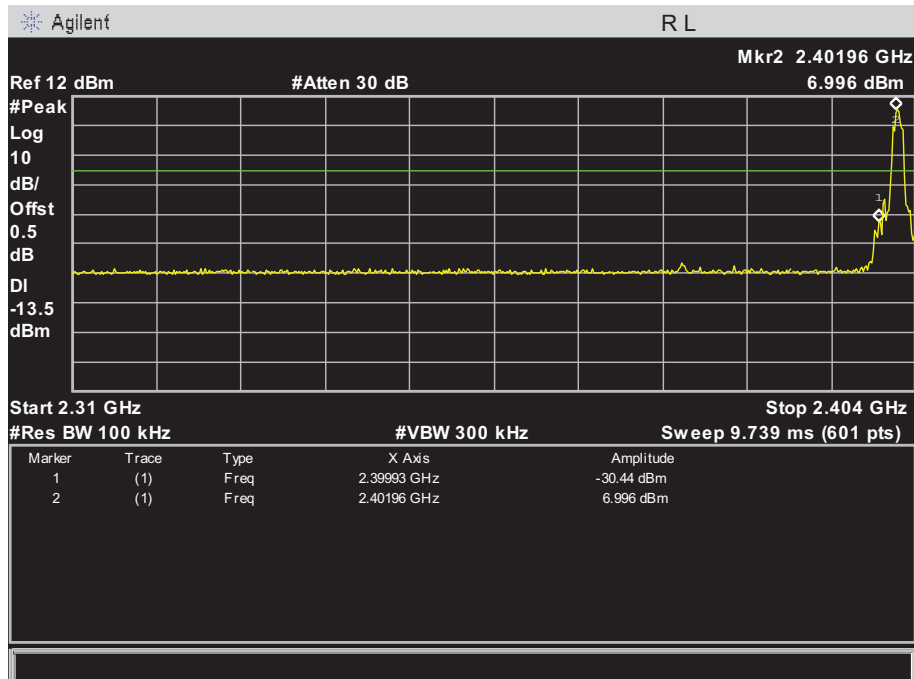 Agilent R L
Mkr2 2.40196 GHz
Ref 12 dBm #Atten 30 dB 6.996 dBm
#Peak
Log
10
dB/
Offst
0.5
dB
DI
-13.5
dBm
2
1
Start 2.31 GHz Stop 2.404 GHz
#Res BW 100 kHz #VBW 300 kHz Sweep 9.739 ms (601 pts)
Marker Trace Type X Axis Amplitude
1 (1) Freq 2.39993 GHz -30.44 dBm
2 (1) Freq 2.40196 GHz 6.996 dBm